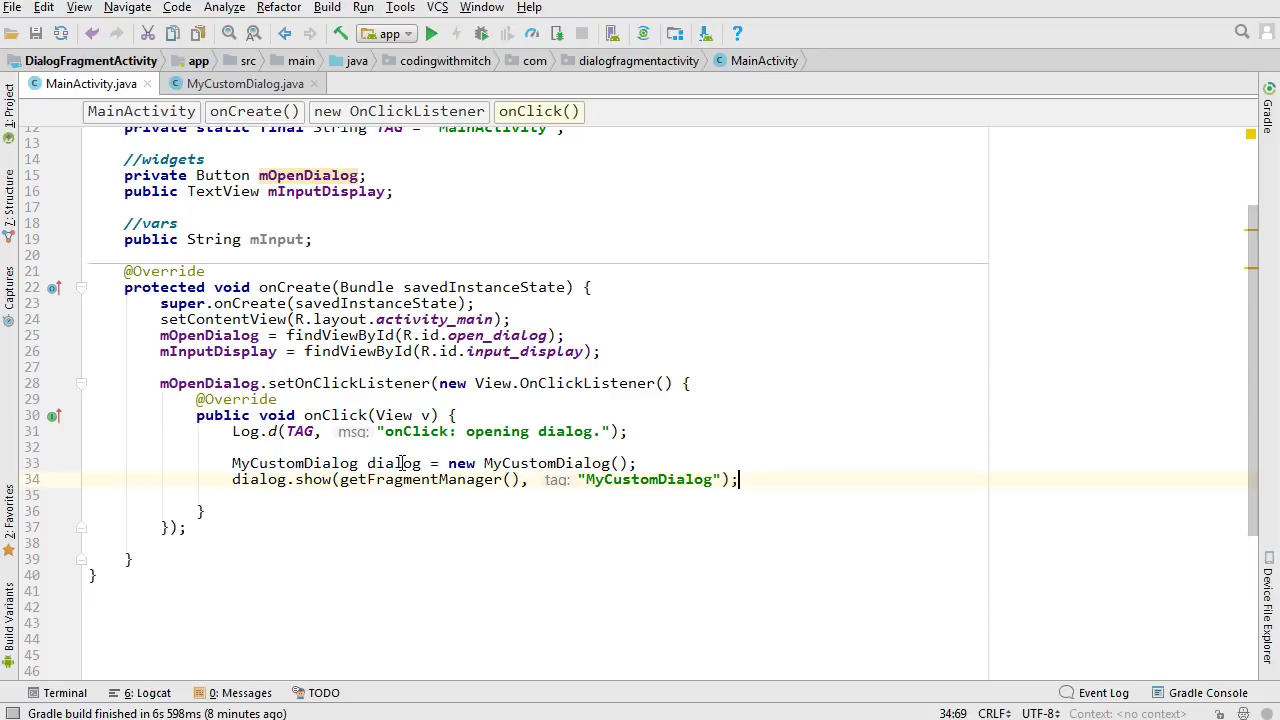 File Edit View Navigate Code Analyze Refactor Build Run Tools VCS Window Help
app
DialogFragmentActivity app src main java codingwithmitch com dialogfragmentactivity MainActivity
MainActivity.java MyCustomDialog.java
MainActivity onCreate() new OnClickListener onClick()
12 private static final String TAG = "MainActivity";
13
14 //widgets
15 private Button mOpenDialog;
16 public TextView mInputDisplay;
17
18 //vars
19 public String mInput;
20
21 @Override
22 protected void onCreate(Bundle savedInstanceState) {
23 super.onCreate(savedInstanceState);
24 setContentView(R.layout.activity_main);
25 mOpenDialog = findViewById(R.id.open_dialog);
26 mInputDisplay = findViewById(R.id.input_display);
27
28 mOpenDialog.setOnClickListener(new View.OnClickListener() {
29 @Override
30 public void onClick(View v) {
31 Log.d(TAG, msg: "onClick: opening dialog.");
32
33 MyCustomDialog dialog = new MyCustomDialog();
34 dialog.show(getFragmentManager(), tag: "MyCustomDialog");
35
36 }
37 });
38
39 }
40 }
41
42
43
44
45
46
1: Project
7: Structure
Captures
2: Favorites
Build Variants
Gradle
Device File Explorer
Terminal 6: Logcat 0: Messages TODO Event Log Gradle Console
Gradle build finished in 6s 598ms (8 minutes ago) 34:69 CRLF UTF-8 Context: <no context>